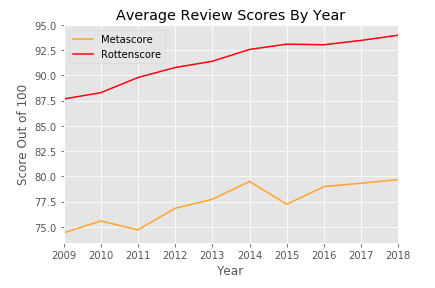 Average Review Scores By Year
Metascore
Rottenscore
Score Out of 100
95.0
92.5
90.0
87.5
85.0
82.5
80.0
77.5
75.0
2009 2010 2011 2012 2013 2014 2015 2016 2017 2018
Year